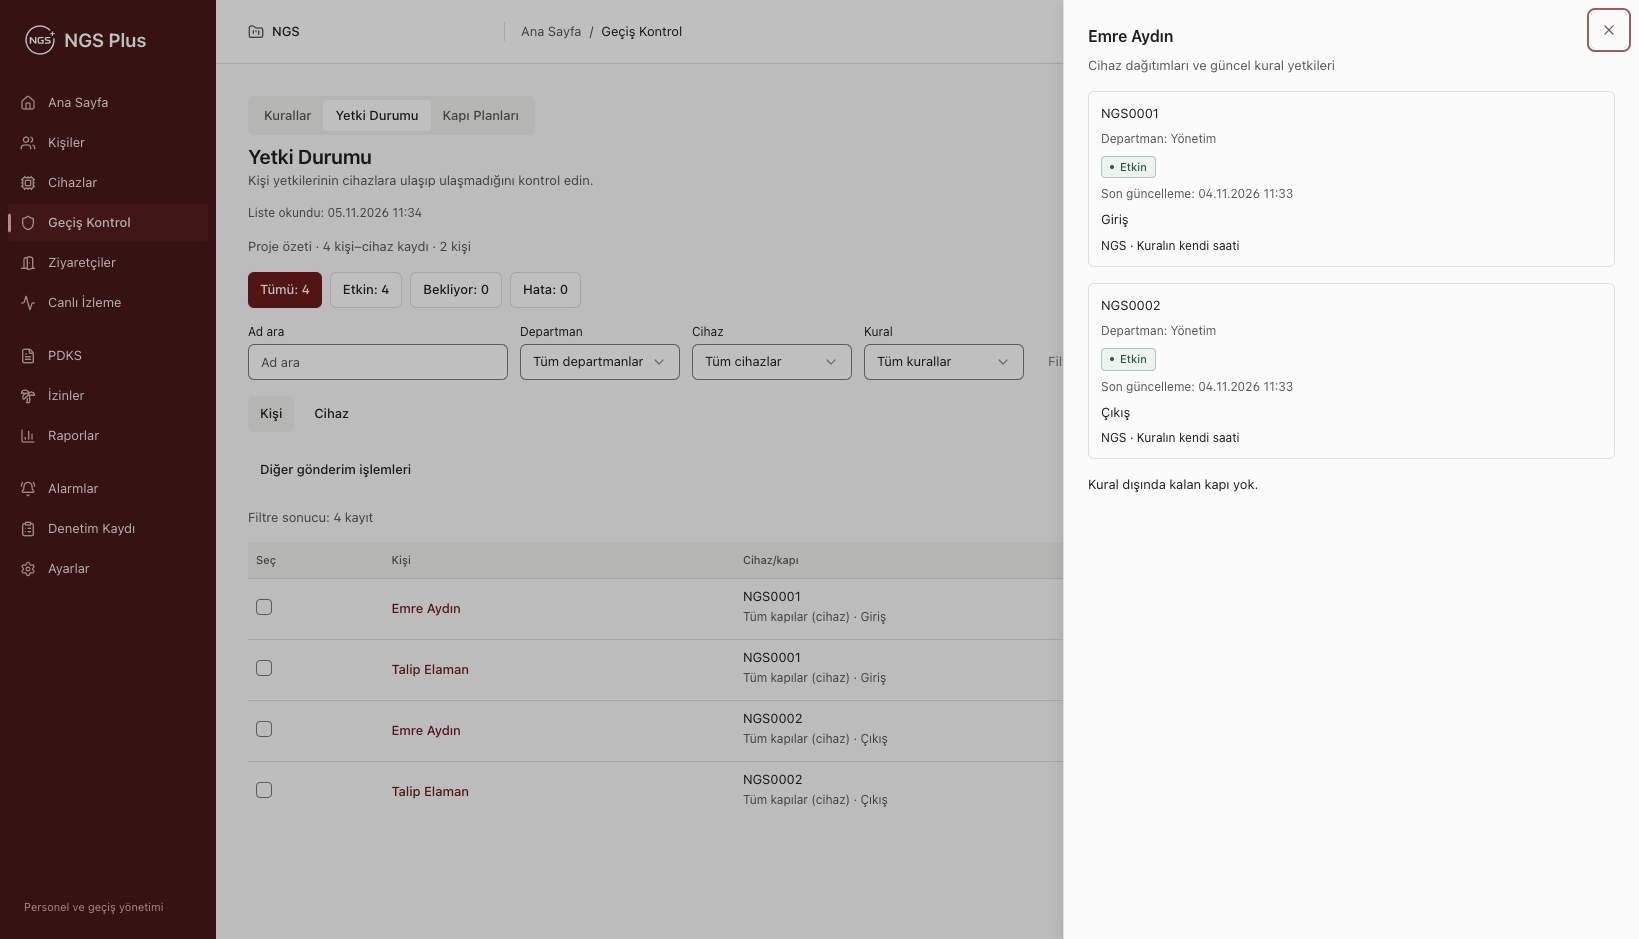 NGS+ NGS Plus
Ana Sayfa
Kişiler
Cihazlar
Geçiş Kontrol
Ziyaretçiler
Canlı İzleme
PDKS
İzinler
Raporlar
Alarmlar
Denetim Kaydı
Ayarlar
Personel ve geçiş yönetimi
NGS
Ana Sayfa / Geçiş Kontrol
Kurallar Yetki Durumu Kapı Planları
Yetki Durumu
Kişi yetkilerinin cihazlara ulaşıp ulaşmadığını kontrol edin.
Liste okundu: 05.11.2026 11:34
Proje özeti · 4 kişi–cihaz kaydı · 2 kişi
Tümü: 4 Etkin: 4 Bekliyor: 0 Hata: 0
Ad ara Departman Cihaz Kural
Ad ara Tüm departmanlar Tüm cihazlar Tüm kurallar
Kişi Cihaz
Diğer gönderim işlemleri
Filtre sonucu: 4 kayıt
Seç Kişi Cihaz/kapı
Emre Aydın NGS0001
Tüm kapılar (cihaz) · Giriş
Talip Elaman NGS0001
Tüm kapılar (cihaz) · Giriş
Emre Aydın NGS0002
Tüm kapılar (cihaz) · Çıkış
Talip Elaman NGS0002
Tüm kapılar (cihaz) · Çıkış
Emre Aydın
Cihaz dağıtımları ve güncel kural yetkileri
NGS0001
Departman: Yönetim
• Etkin
Son güncelleme: 04.11.2026 11:33
Giriş
NGS · Kuralın kendi saati
NGS0002
Departman: Yönetim
• Etkin
Son güncelleme: 04.11.2026 11:33
Çıkış
NGS · Kuralın kendi saati
Kural dışında kalan kapı yok.